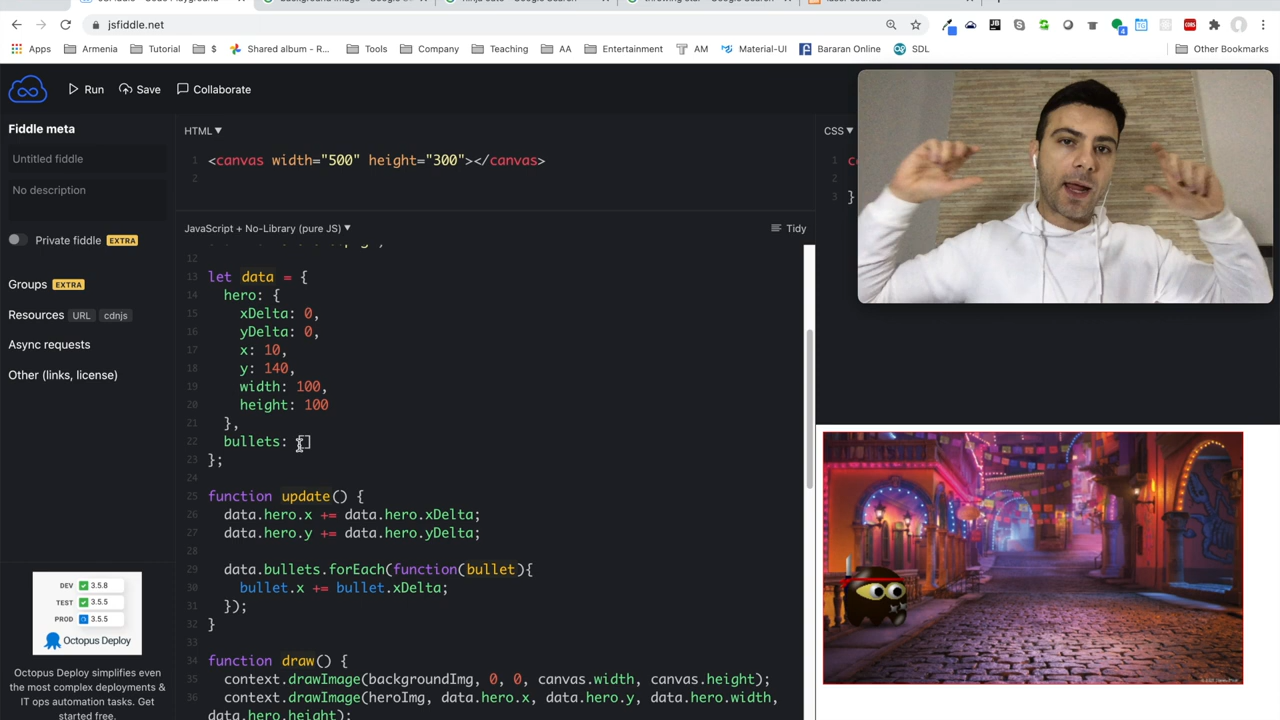 jsfiddle.net
Apps
Armenia
Tutorial
$
Shared album - R...
Tools
Company
Teaching
AA
Entertainment
AM
Material-UI
Bararan Online
SDL
Other Bookmarks
Run
Save
Collaborate
Fiddle meta
Untitled fiddle
No description
Private fiddle EXTRA
Groups EXTRA
Resources URL cdnjs
Async requests
Other (links, license)
DEV 3.5.8
TEST 3.5.5
PROD 3.5.5
Octopus Deploy
Octopus Deploy simplifies even
the most complex deployments &
IT ops automation tasks. Get
started free.
HTML ▼
1 <canvas width="500" height="300"></canvas>
2
JavaScript + No-Library (pure JS) ▼
Tidy
12
13 let data = {
14 hero: {
15 xDelta: 0,
16 yDelta: 0,
17 x: 10,
18 y: 140,
19 width: 100,
20 height: 100
21 },
22 bullets: []
23 };
24
25 function update() {
26 data.hero.x += data.hero.xDelta;
27 data.hero.y += data.hero.yDelta;
28
29 data.bullets.forEach(function(bullet){
30 bullet.x += bullet.xDelta;
31 });
32 }
33
34 function draw() {
35 context.drawImage(backgroundImg, 0, 0, canvas.width, canvas.height);
36 context.drawImage(heroImg, data.hero.x, data.hero.y, data.hero.width,
data.hero.height);
CSS ▼
1 c
2
3 }